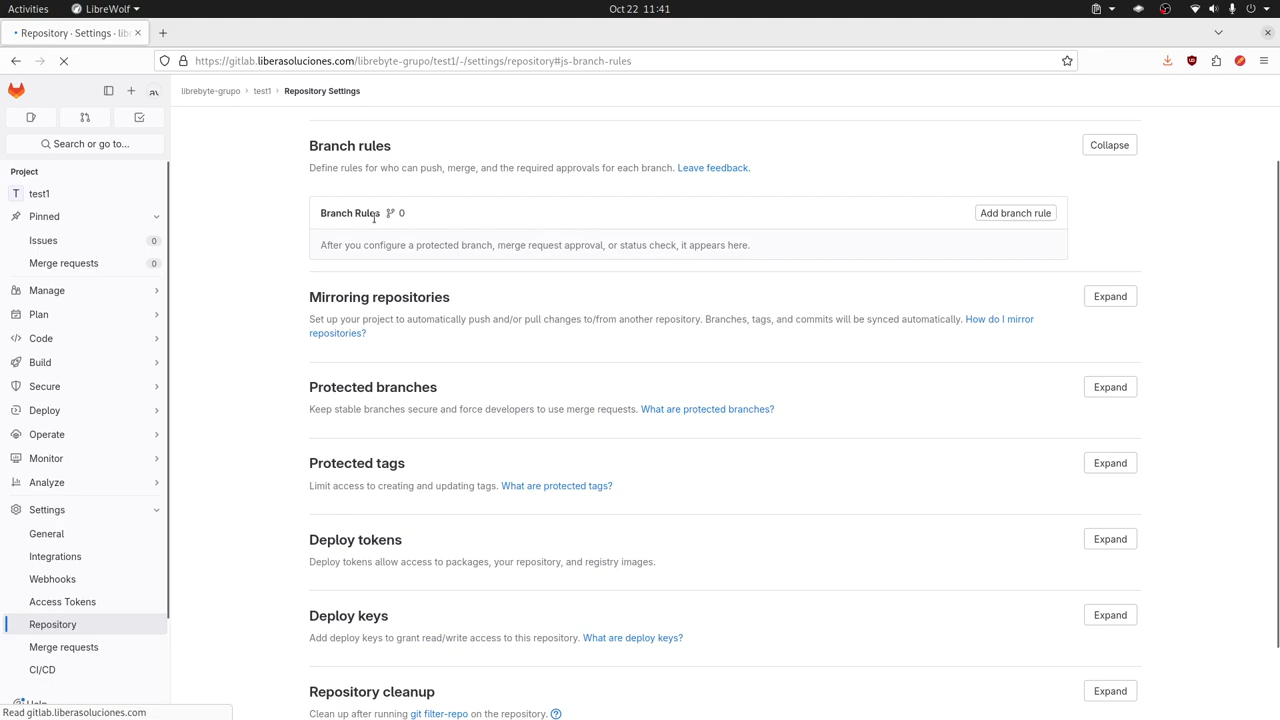 Activities LibreWolf Oct 22 11:41
Repository · Settings · lib
https://gitlab.liberasoluciones.com/librebyte-grupo/test1/-/settings/repository#js-branch-rules
librebyte-grupo › test1 › Repository Settings
Search or go to...
Project
T test1
Pinned
Issues 0
Merge requests 0
Manage
Plan
Code
Build
Secure
Deploy
Operate
Monitor
Analyze
Settings
General
Integrations
Webhooks
Access Tokens
Repository
Merge requests
CI/CD
Help
Read gitlab.liberasoluciones.com
Branch rules Collapse
Define rules for who can push, merge, and the required approvals for each branch. Leave feedback.
Branch Rules 0 Add branch rule
After you configure a protected branch, merge request approval, or status check, it appears here.
Mirroring repositories Expand
Set up your project to automatically push and/or pull changes to/from another repository. Branches, tags, and commits will be synced automatically. How do I mirror
repositories?
Protected branches Expand
Keep stable branches secure and force developers to use merge requests. What are protected branches?
Protected tags Expand
Limit access to creating and updating tags. What are protected tags?
Deploy tokens Expand
Deploy tokens allow access to packages, your repository, and registry images.
Deploy keys Expand
Add deploy keys to grant read/write access to this repository. What are deploy keys?
Repository cleanup Expand
Clean up after running git filter-repo on the repository.